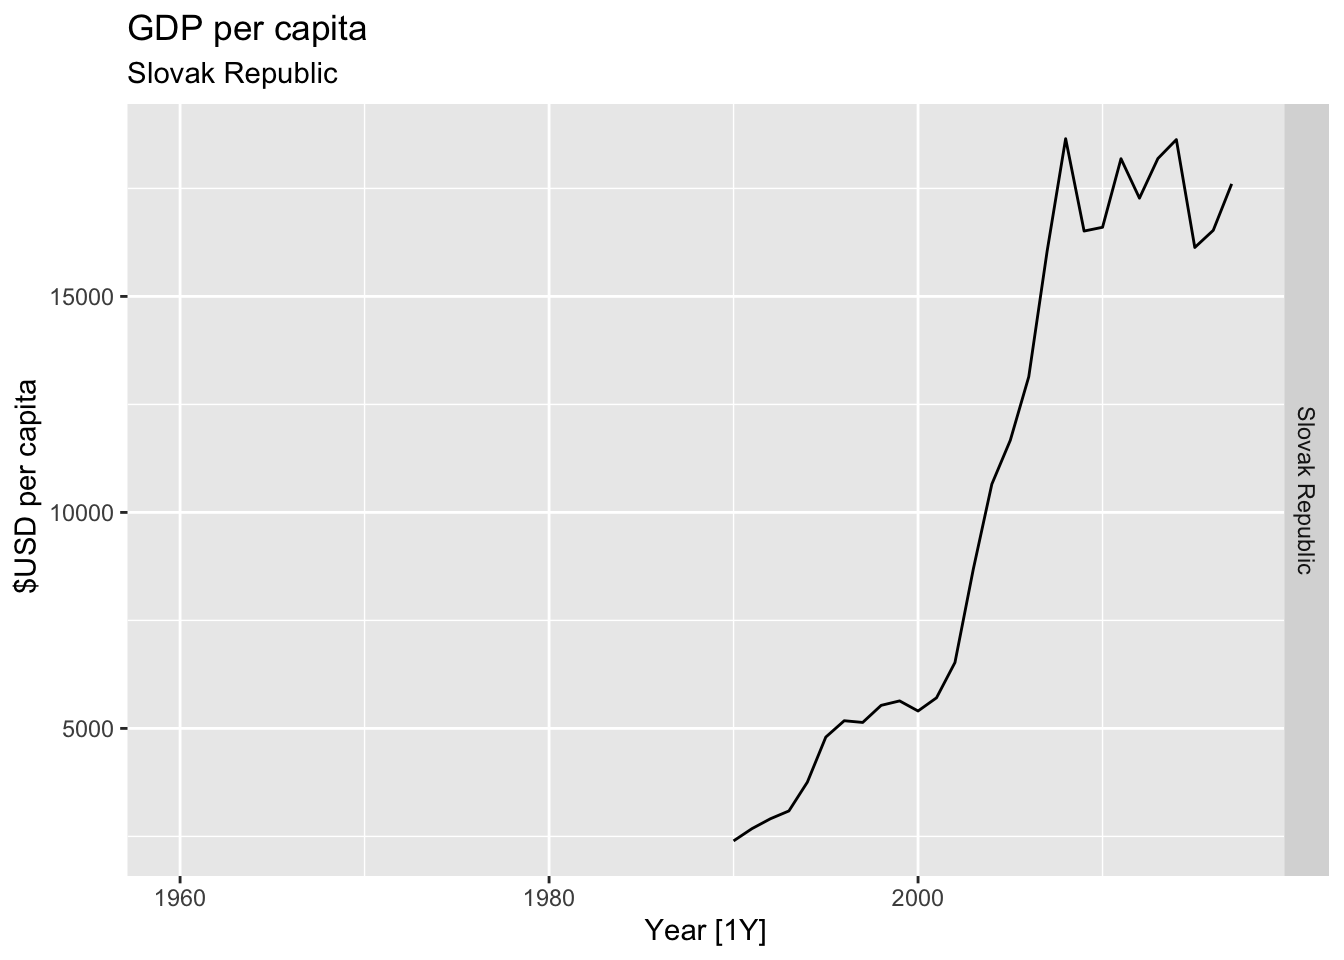 GDP per capita
Slovak Republic
$USD per capita
15000
10000
5000
Slovak Republic
1960
1980
2000
Year [1Y]